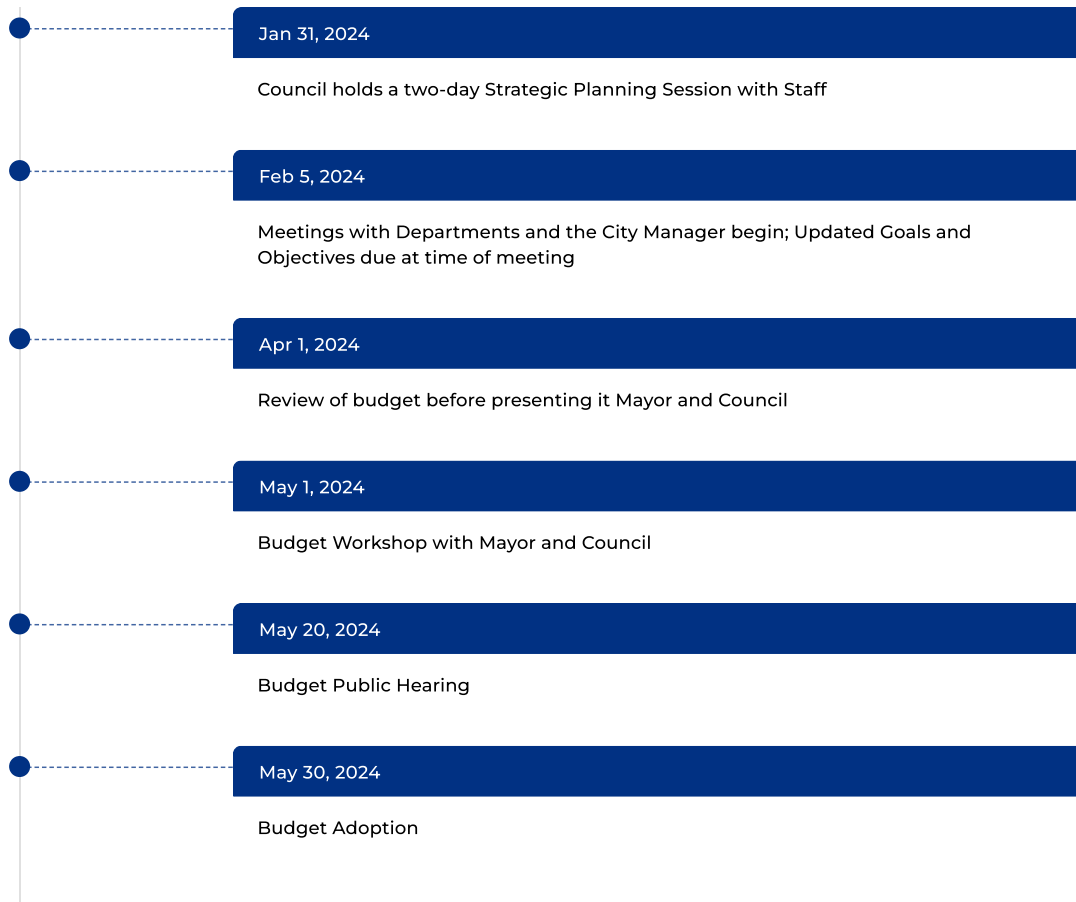 Jan 31, 2024
Council holds a two-day Strategic Planning Session with Staff
Feb 5, 2024
Meetings with Departments and the City Manager begin; Updated Goals and
Objectives due at time of meeting
Apr 1, 2024
Review of budget before presenting it Mayor and Council
May 1, 2024
Budget Workshop with Mayor and Council
May 20, 2024
Budget Public Hearing
May 30, 2024
Budget Adoption